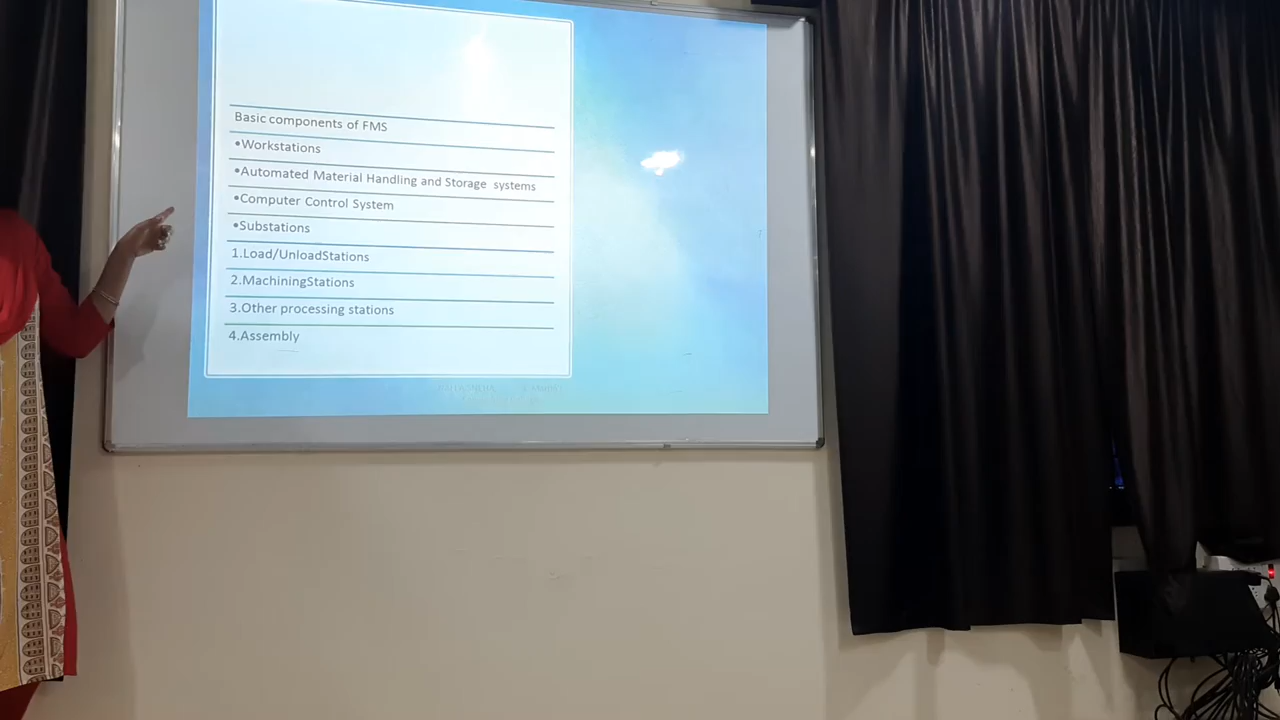 Basic components of FMS
•Workstations
•Automated Material Handling and Storage  systems
•Computer Control System
•Substations
1.Load/UnloadStations
2.MachiningStations
3.Other processing stations
4.Assembly